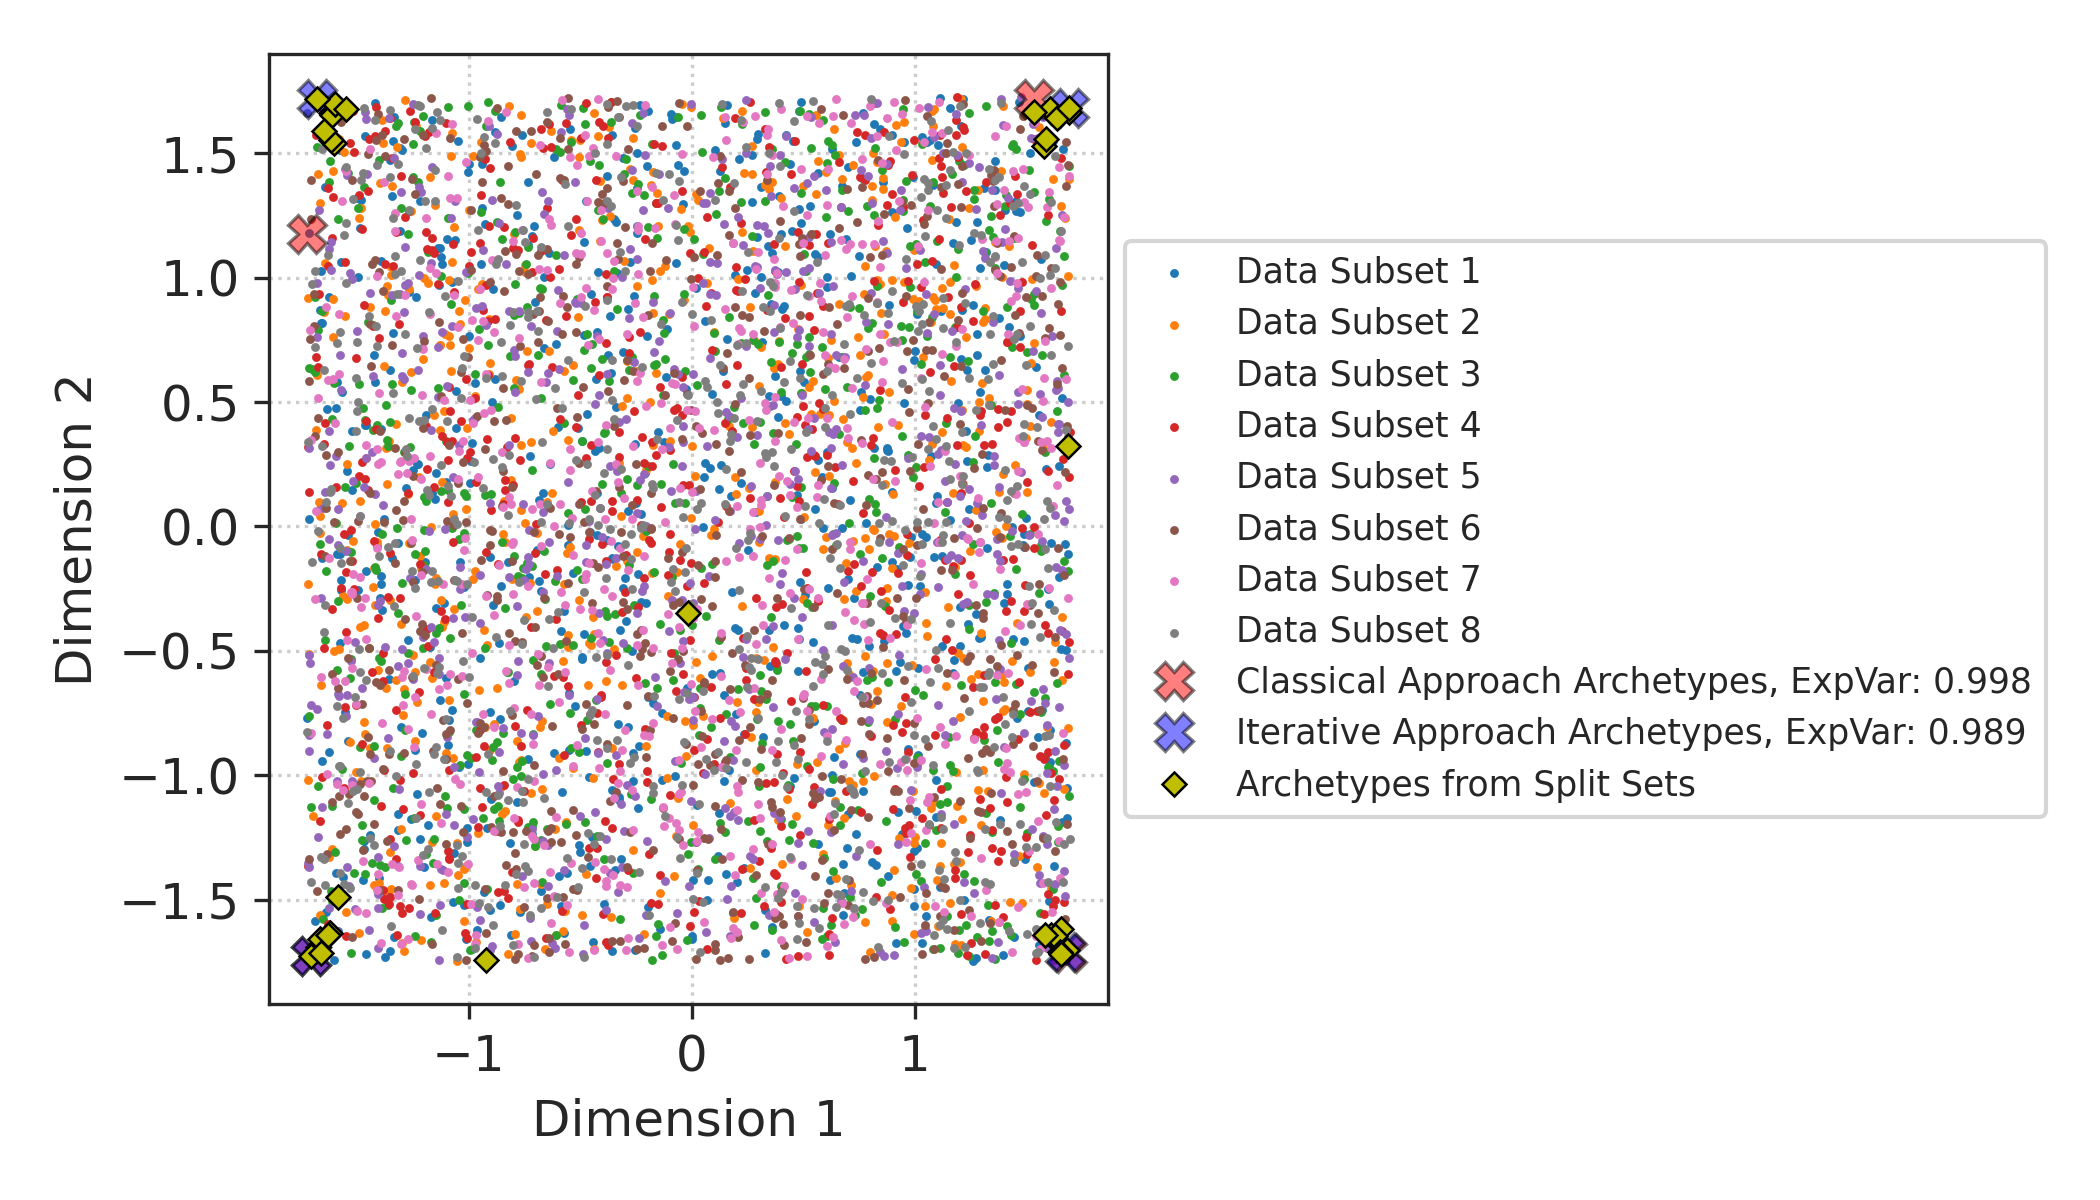 1.5
1.0
0.5
0.0
−0.5
−1.0
−1.5
Dimension 2
−1 0 1
Dimension 1
Data Subset 1
Data Subset 2
Data Subset 3
Data Subset 4
Data Subset 5
Data Subset 6
Data Subset 7
Data Subset 8
Classical Approach Archetypes, ExpVar: 0.998
Iterative Approach Archetypes, ExpVar: 0.989
Archetypes from Split Sets